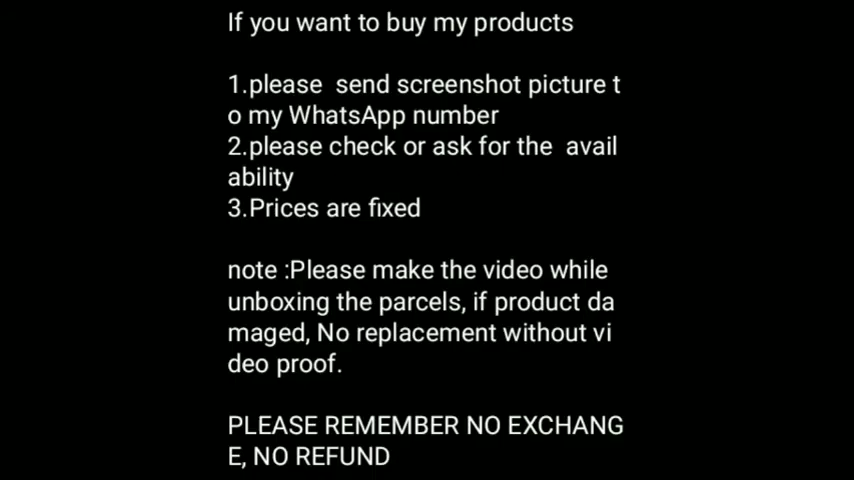 If you want to buy my products
1.please  send screenshot picture t
o my WhatsApp number
2.please check or ask for the  avail
ability
3.Prices are fixed
note :Please make the video while
unboxing the parcels, if product da
maged, No replacement without vi
deo proof.
PLEASE REMEMBER NO EXCHANG
E, NO REFUND